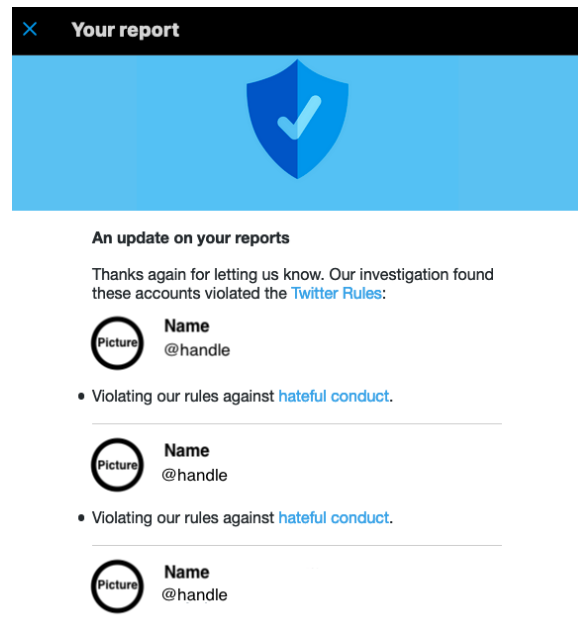 × Your report
An update on your reports
Thanks again for letting us know. Our investigation found
these accounts violated the Twitter Rules:
Picture
Name
@handle
• Violating our rules against hateful conduct.
Picture
Name
@handle
• Violating our rules against hateful conduct.
Picture
Name
@handle